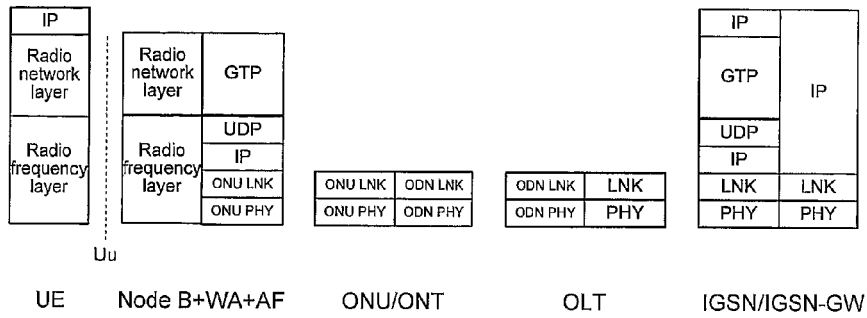 IP
Radio
network
layer
Radio
frequency
layer
Uu
UE
Radio
network
layer
GTP
Radio
frequency
layer
UDP
IP
ONU LNK
ONU PHY
Node B+WA+AF
ONU LNK
ODN LNK
ONU PHY
ODN PHY
ONU/ONT
ODN LNK
LNK
ODN PHY
PHY
OLT
IP
GTP
IP
UDP
IP
LNK
LNK
PHY
PHY
IGSN/IGSN-GW